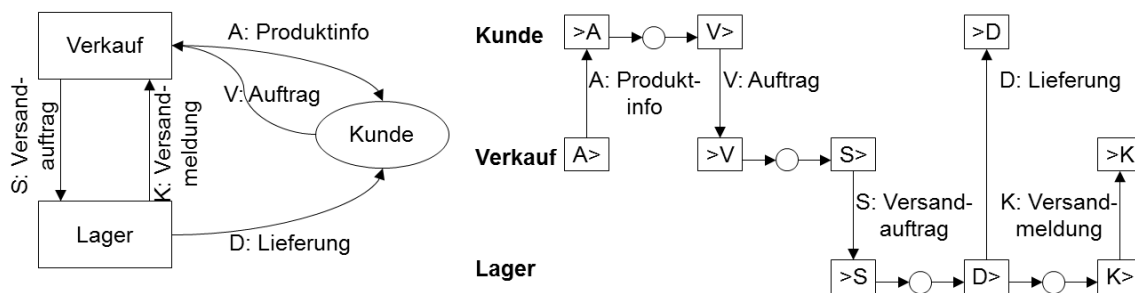 Verkauf
A: Produktinfo
V: Auftrag
S: Versand-
auftrag
K: Versand-
meldung
Kunde
Lager
D: Lieferung
Kunde
>A
V>
>D
A: Produkt-
info
V: Auftrag
D: Lieferung
Verkauf
A>
>V
S>
>K
S: Versand-
auftrag
K: Versand-
meldung
Lager
>S
D>
K>